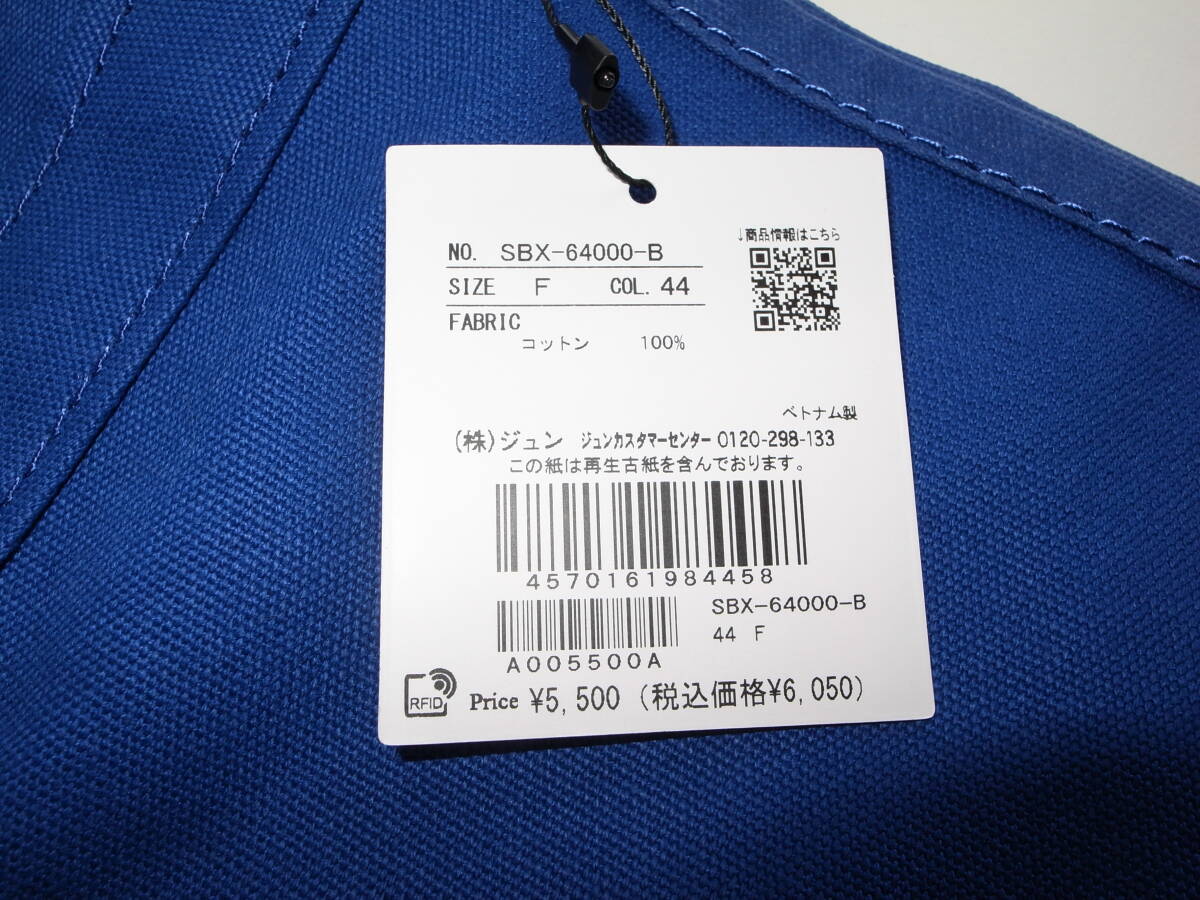 NO. SBX-64000-B
↓商品情報はこちら
SIZE F COL. 44
FABRIC
コットン 100%
ベトナム製
(株)ジュン ジュンカスタマーセンター 0120-298-133
この紙は再生古紙を含んでおります。
4570161984458
SBX-64000-B
44 F
A005500A
RFID Price ¥5,500 (税込価格¥6,050)